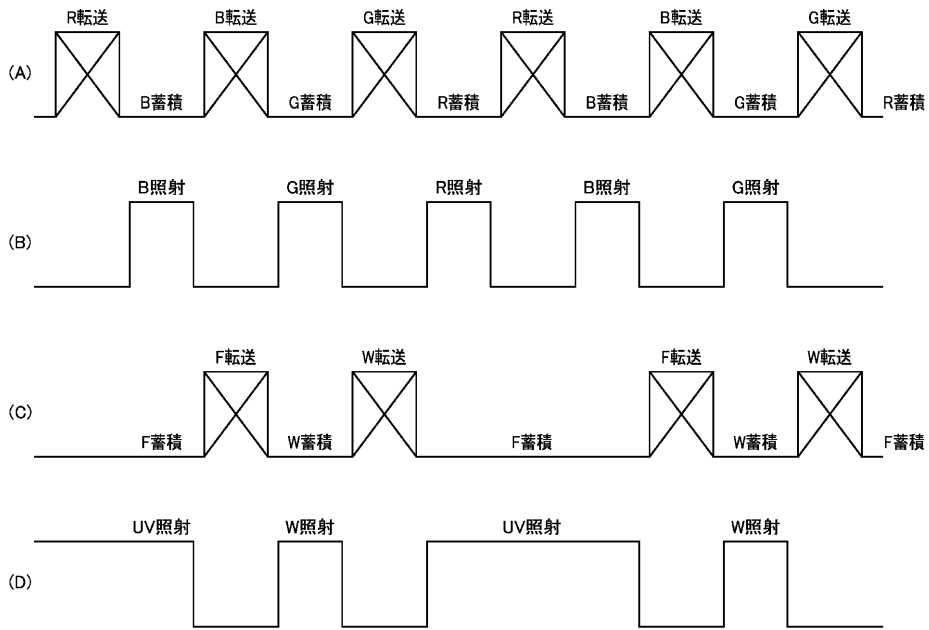 R転送 B転送 G転送 R転送 B転送 G転送
(A)
B蓄積 G蓄積 R蓄積 B蓄積 G蓄積 R蓄積
B照射 G照射 R照射 B照射 G照射
(B)
F転送 W転送 F転送 W転送
(C)
F蓄積 W蓄積 F蓄積 W蓄積 F蓄積
UV照射 W照射 UV照射 W照射
(D)